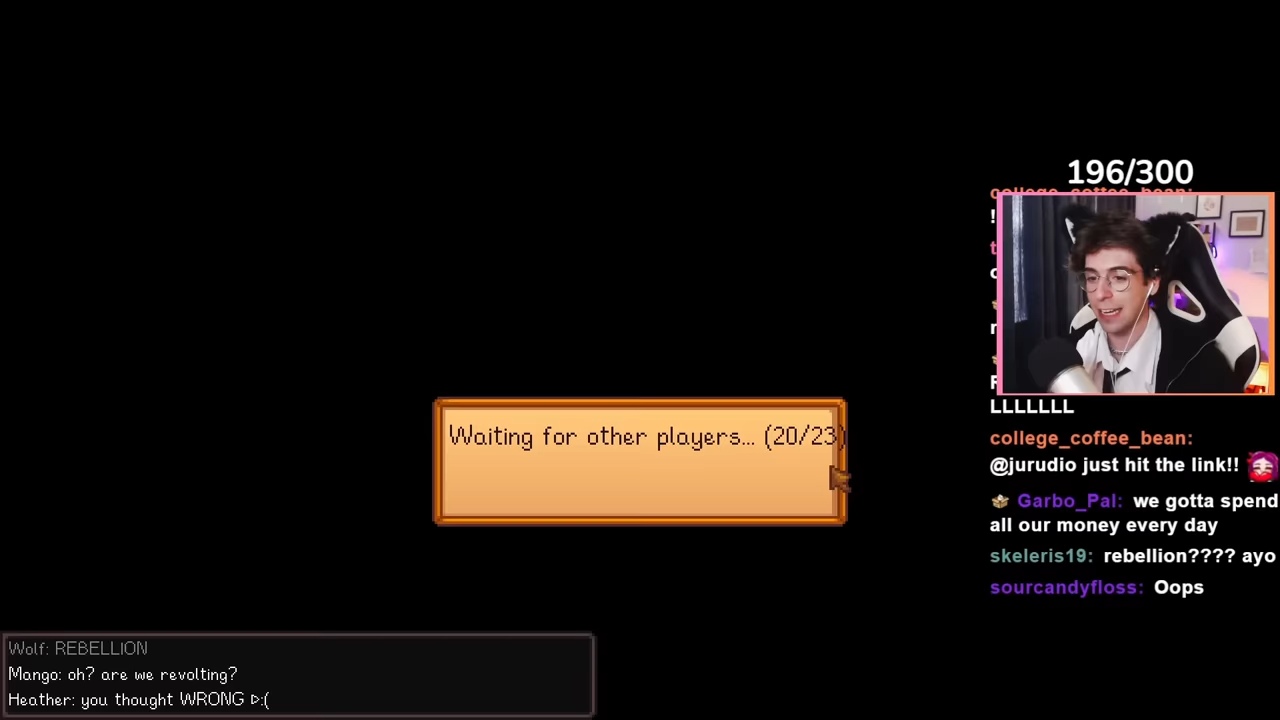 196/300
college_coffee_bean:
!
LLLLLLL
college_coffee_bean:
@jurudio just hit the link!!
Garbo_Pal: we gotta spend
all our money every day
skeleris19: rebellion???? ayo
sourcandyfloss: Oops
Waiting for other players... (20/23)
Wolf: REBELLION
Mango: oh? are we revolting?
Heather: you thought WRONG >:(